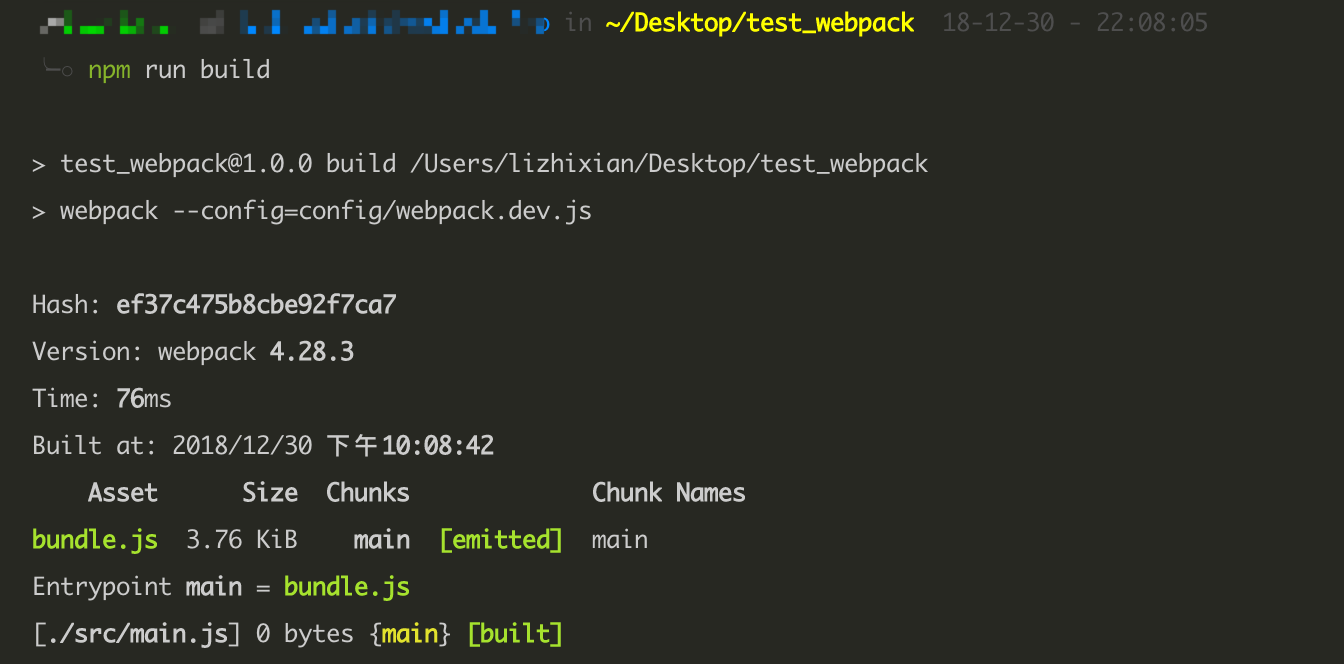 in ~/Desktop/test_webpack 18-12-30 - 22:08:05
npm run build
> test_webpack@1.0.0 build /Users/lizhixian/Desktop/test_webpack
> webpack --config=config/webpack.dev.js
Hash: ef37c475b8cbe92f7ca7
Version: webpack 4.28.3
Time: 76ms
Built at: 2018/12/30 下午10:08:42
Asset Size Chunks Chunk Names
bundle.js 3.76 KiB main [emitted] main
Entrypoint main = bundle.js
[./src/main.js] 0 bytes {main} [built]